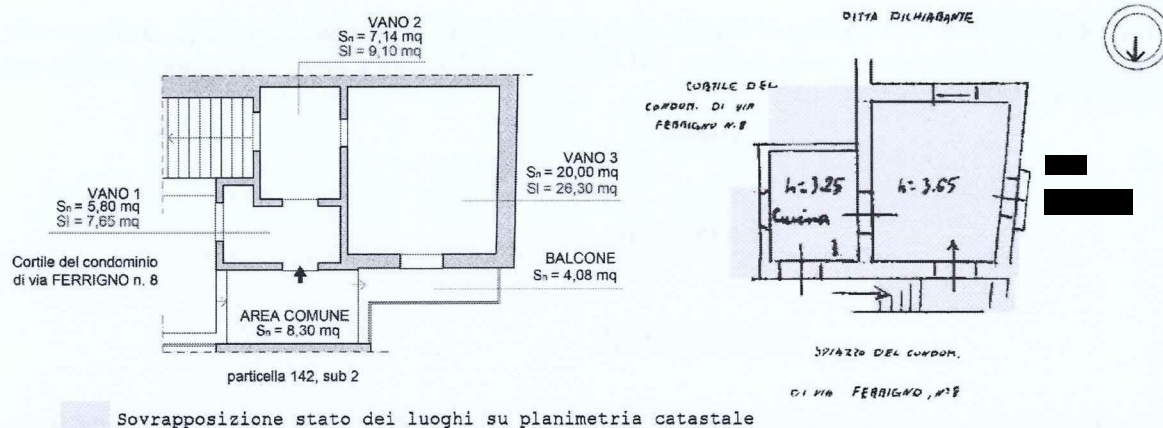 VANO 2
Sn = 7,14 mq
Sl = 9,10 mq
VANO 3
Sn = 20,00 mq
Sl = 26,30 mq
VANO 1
Sn = 5,80 mq
Sl = 7,65 mq
Cortile del condominio
di via FERRIGNO n. 8
BALCONE
Sn = 4,08 mq
AREA COMUNE
Sn = 8,30 mq
particella 142, sub 2
DITTA DICHIARANTE
CORTILE DEL
CONDOM. DI VIA
FERRIGNO N.8
h=3.25
Cucina
h=3.65
SPIAZZO DEL CONDOM.
DI VIA FERRIGNO, N°8
Sovrapposizione stato dei luoghi su planimetria catastale